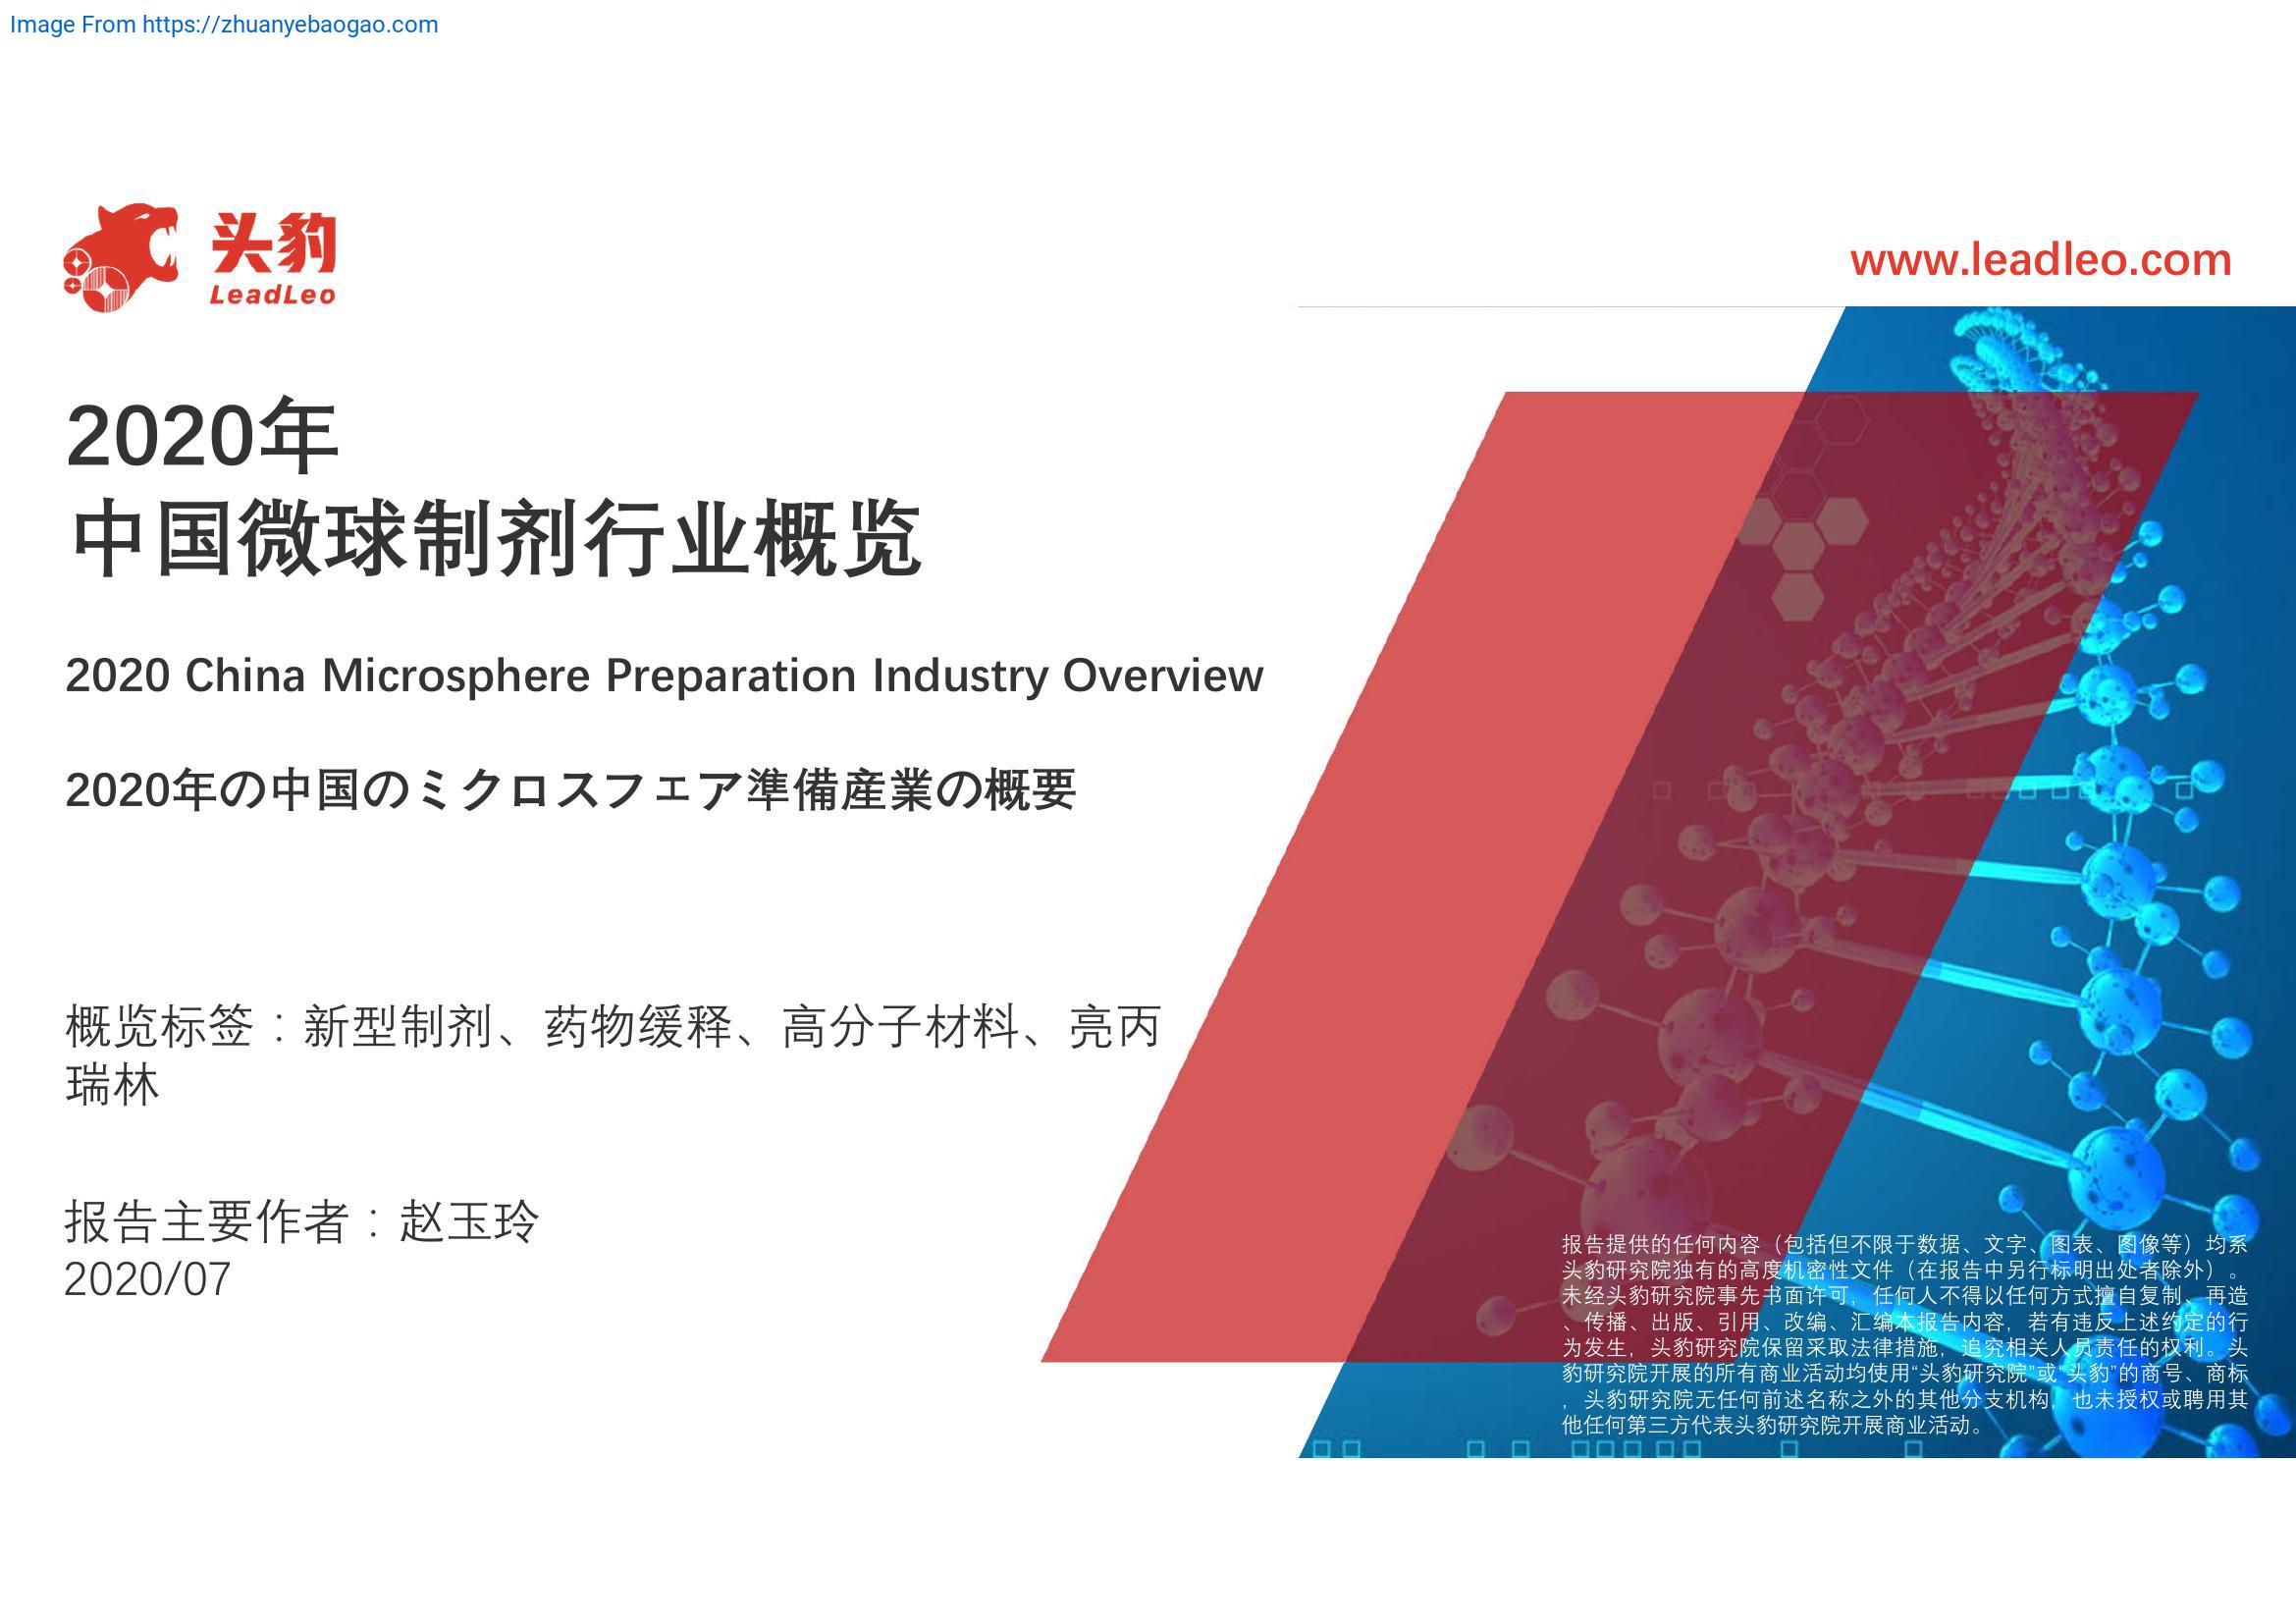 Image From https://zhuanyebaogao.com
头豹
LeadLeo
www.leadleo.com
2020年
中国微球制剂行业概览
2020 China Microsphere Preparation Industry Overview
2020年の中国のミクロスフェア準備産業の概要
概览标签：新型制剂、药物缓释、高分子材料、亮丙
瑞林
报告主要作者：赵玉玲
2020/07
报告提供的任何内容（包括但不限于数据、文字、图表、图像等）均系
头豹研究院独有的高度机密性文件（在报告中另行标明出处者除外）。
未经头豹研究院事先书面许可，任何人不得以任何方式擅自复制、再造
、传播、出版、引用、改编、汇编本报告内容，若有违反上述约定的行
为发生，头豹研究院保留采取法律措施，追究相关人员责任的权利。头
豹研究院开展的所有商业活动均使用“头豹研究院”或“头豹”的商号、商标
，头豹研究院无任何前述名称之外的其他分支机构，也未授权或聘用其
他任何第三方代表头豹研究院开展商业活动。